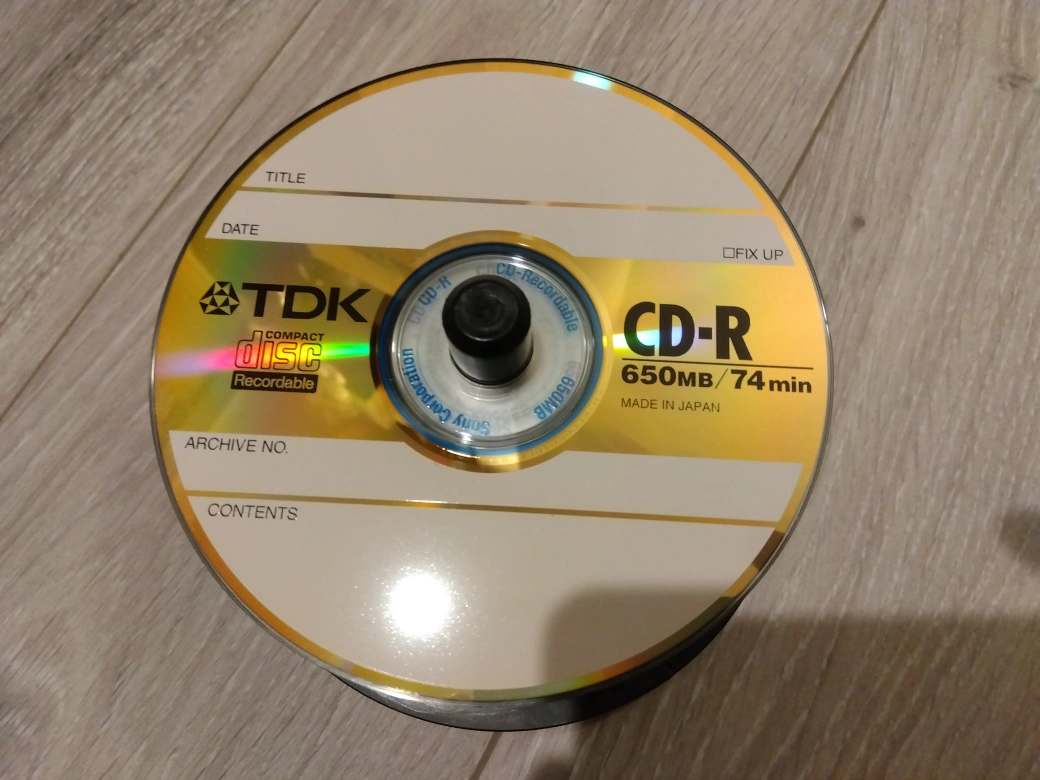 TITLE
DATE
☐FIX UP
TDK
COMPACT
disc
Recordable
CD-R
650MB/74min
MADE IN JAPAN
CD-R
CD-Recordable
650MB
Sony Corporation
ARCHIVE NO.
CONTENTS